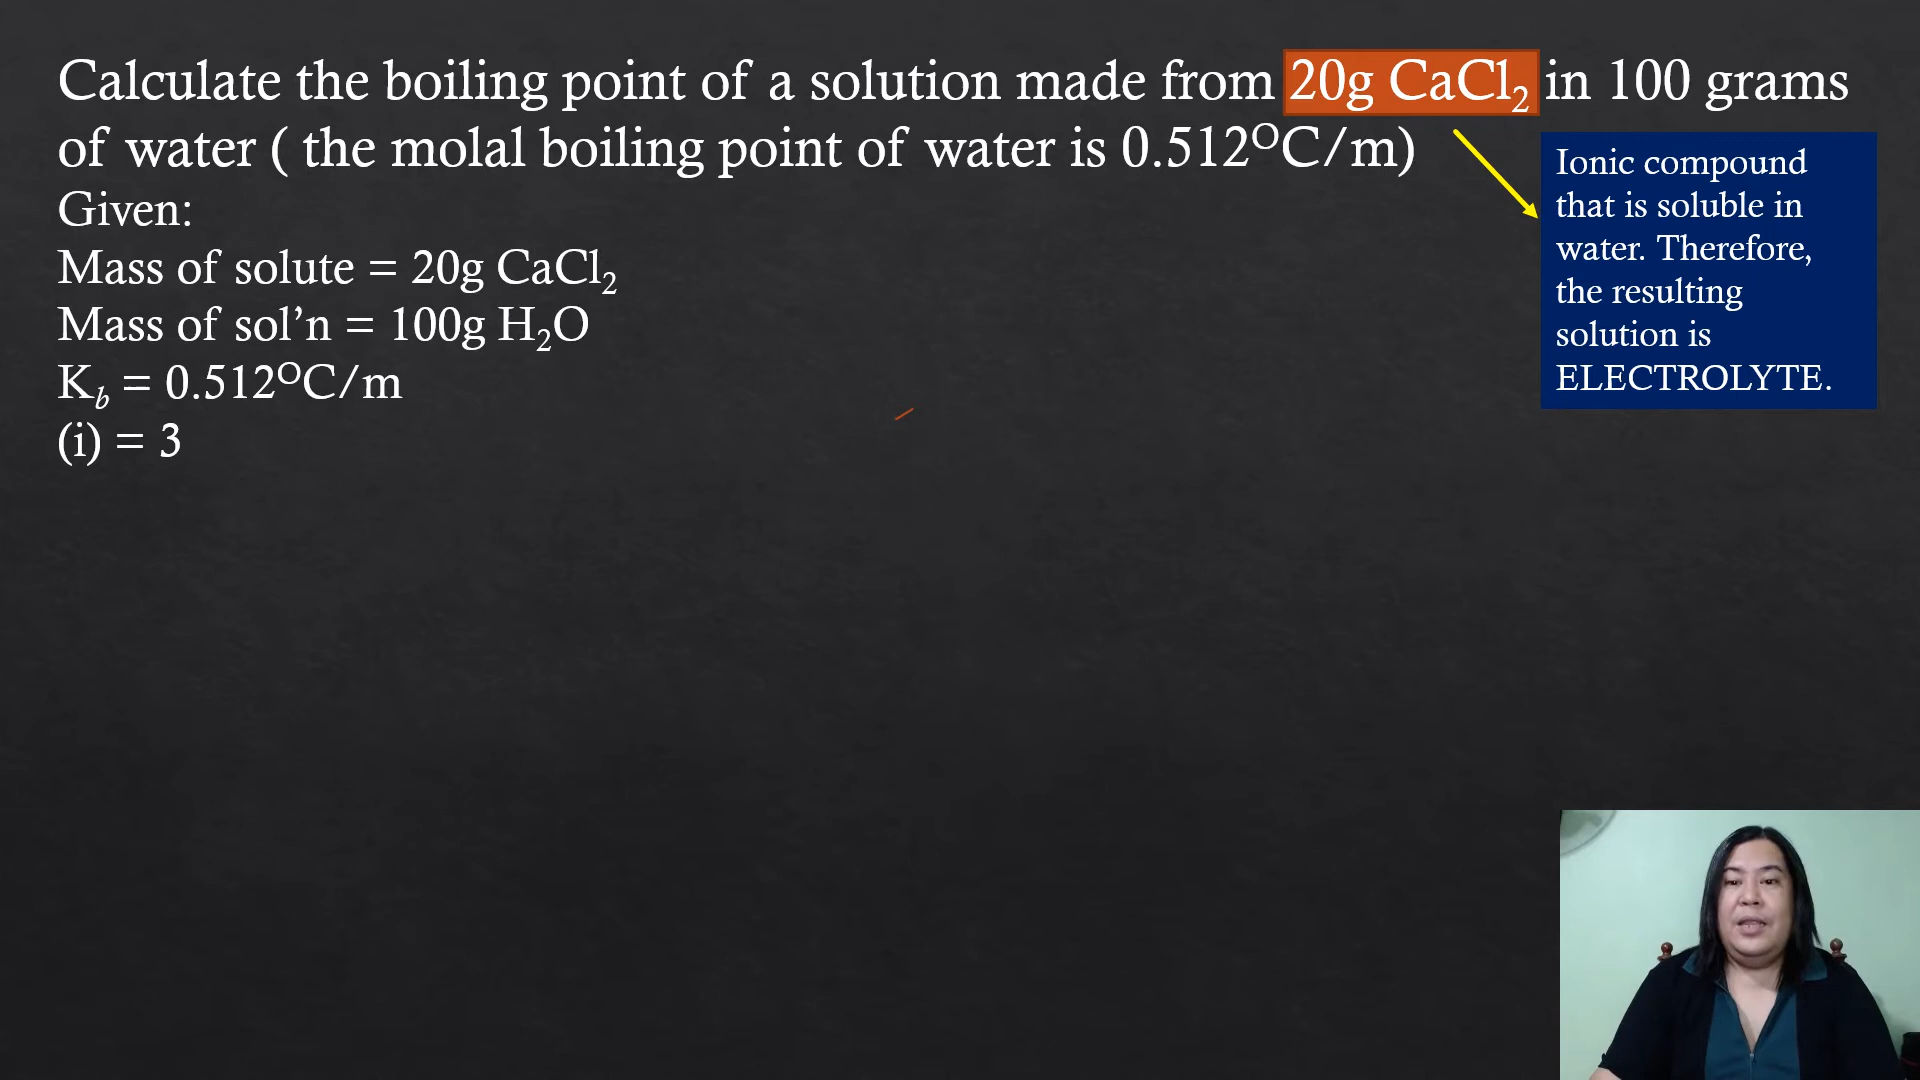 Calculate the boiling point of a solution made from 20g CaCl₂ in 100 grams
of water ( the molal boiling point of water is 0.512ᴼC/m)
Given:
Mass of solute = 20g CaCl₂
Mass of sol’n = 100g H₂O
K_b = 0.512ᴼC/m
(i) = 3
Ionic compound
that is soluble in
water. Therefore,
the resulting
solution is
ELECTROLYTE.